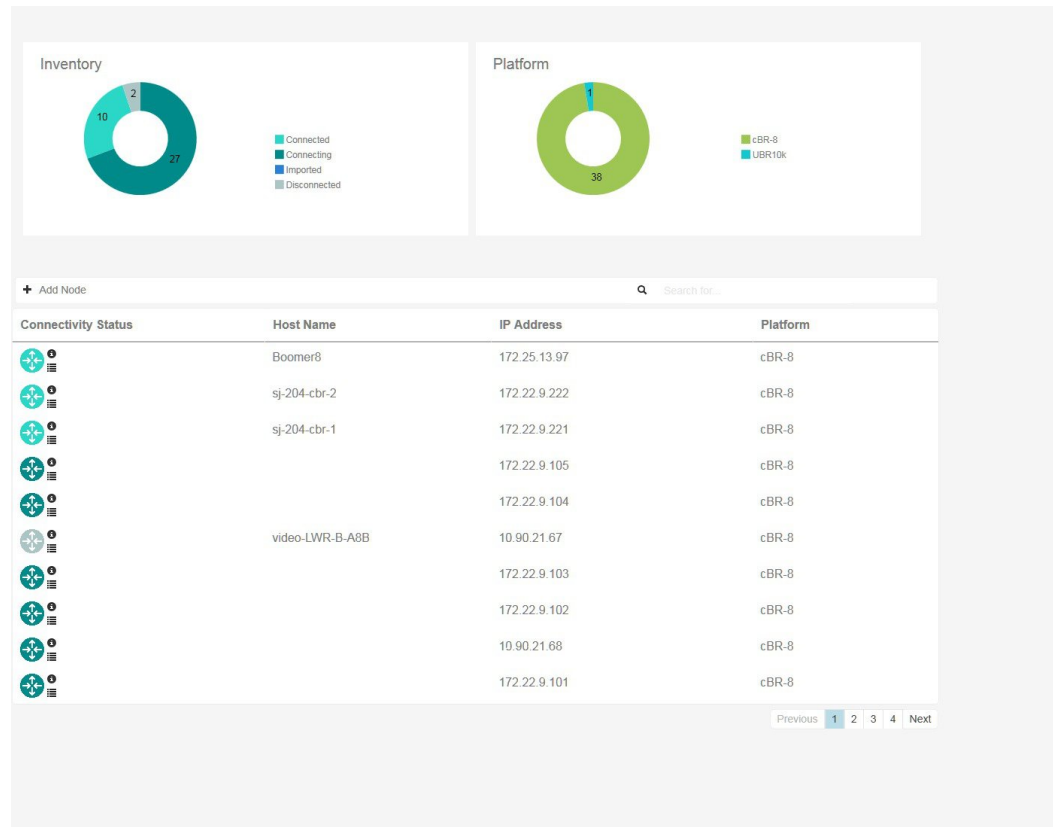 Inventory
2
10
27
Connected
Connecting
Imported
Disconnected
Platform
1
38
cBR-8
UBR10k
Add Node
Search for...
Connectivity Status Host Name IP Address Platform
Boomer8 172.25.13.97 cBR-8
sj-204-cbr-2 172.22.9.222 cBR-8
sj-204-cbr-1 172.22.9.221 cBR-8
172.22.9.105 cBR-8
172.22.9.104 cBR-8
video-LWR-B-A8B 10.90.21.67 cBR-8
172.22.9.103 cBR-8
172.22.9.102 cBR-8
10.90.21.68 cBR-8
172.22.9.101 cBR-8
Previous 1 2 3 4 Next